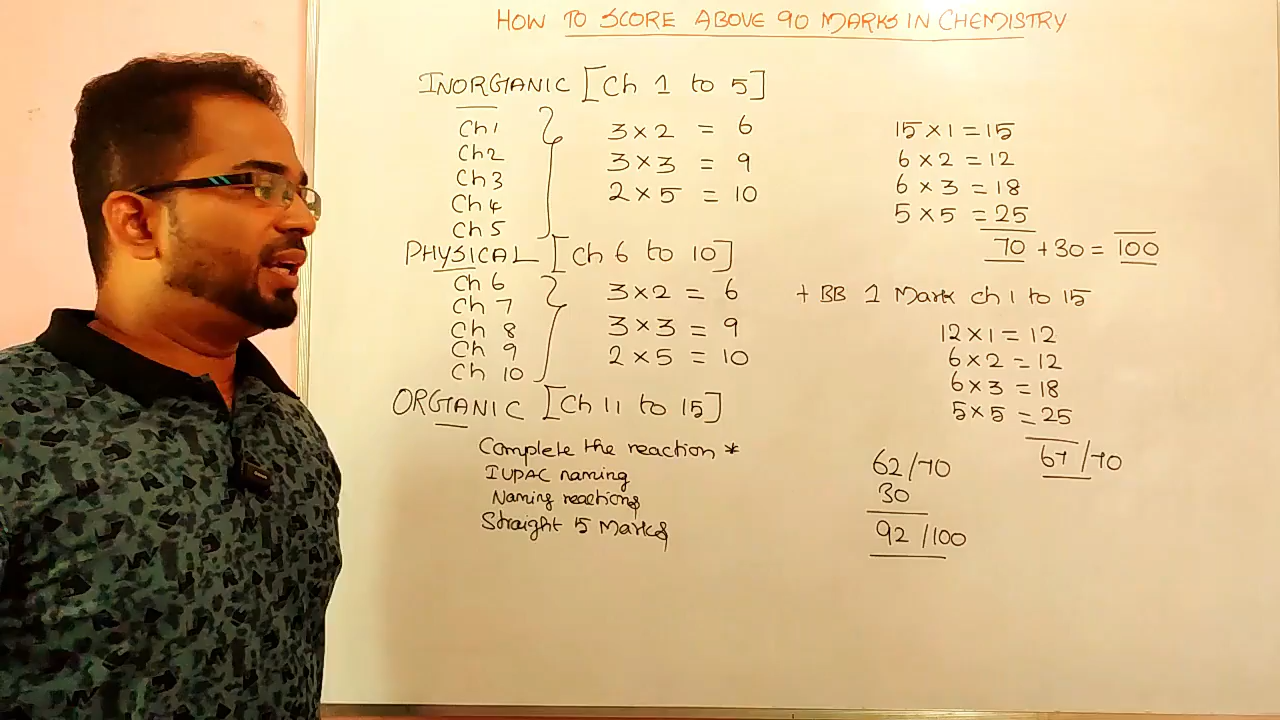 HOW TO SCORE ABOVE 90 MARKS IN CHEMISTRY
INORGANIC [Ch 1 to 5]
Ch1
Ch2
Ch3
Ch4
Ch5
3×2 = 6
3×3 = 9
2×5 = 10
PHYSICAL [Ch 6 to 10]
Ch 6
Ch 7
Ch 8
Ch 9
Ch 10
3×2 = 6
3×3 = 9
2×5 = 10
ORGANIC [Ch 11 to 15]
Complete the reaction *
IUPAC naming
Naming reactions
Straight 5 Marks
15×1=15
6×2=12
6×3=18
5×5=25
70+30=100
+ BB 1 Mark ch 1 to 15
12×1=12
6×2=12
6×3=18
5×5=25
67/70
62/70
30
92/100